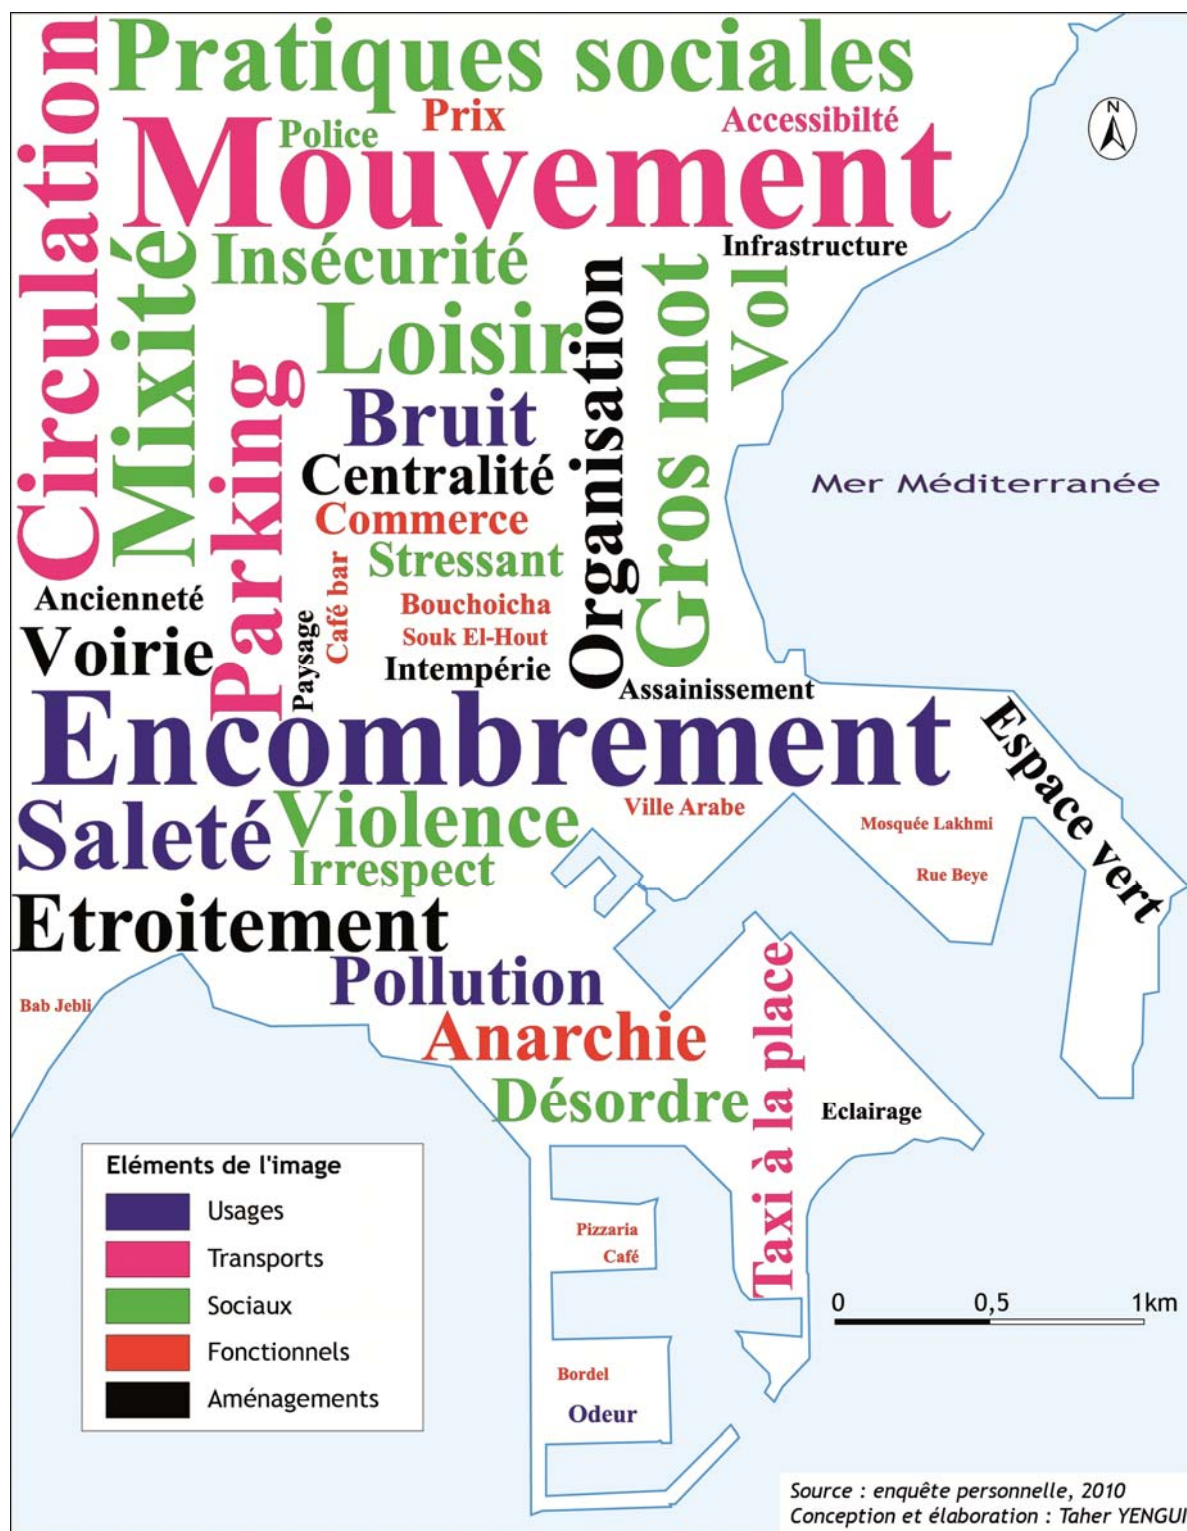 Circulation
Pratiques sociales
Prix
Police
Accessibilté
N
Mouvement
Mixité
Insécurité
Infrastructure
Vol
Gros mot
Organisation
Loisir
Parking
Bruit
Centralité
Mer Méditerranée
Commerce
Stressant
Café bar
Bouchoicha
Souk El-Hout
Paysage
Ancienneté
Voirie
Intempérie
Assainissement
Encombrement
Espace vert
Saleté
Violence
Ville Arabe
Mosquée Lakhmi
Irrespect
Rue Beye
Etroitement
Pollution
Bab Jebli
Anarchie
Taxi à la place
Désordre
Eclairage
Eléments de l'image
Usages
Transports
Sociaux
Fonctionnels
Aménagements
Pizzaria
Café
0 0,5 1km
Bordel
Odeur
Source : enquête personnelle, 2010
Conception et élaboration : Taher YENGUI